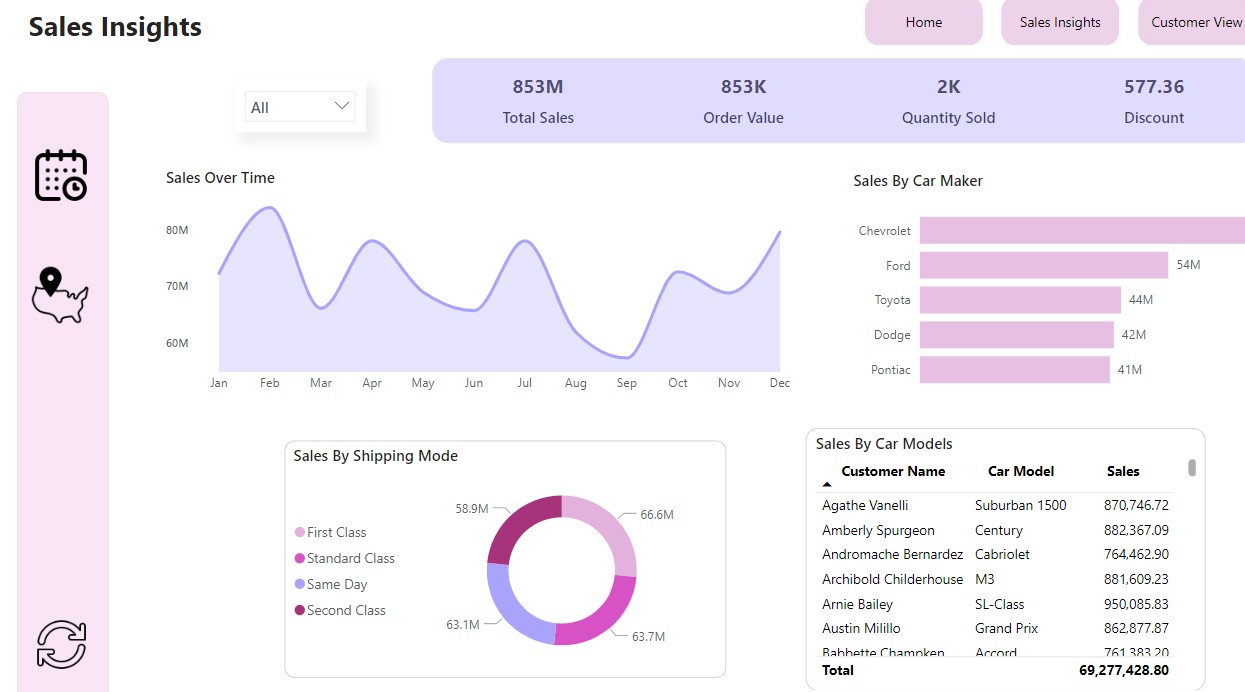 Sales Insights
Home
Sales Insights
Customer View
All
853M
853K
2K
577.36
Total Sales
Order Value
Quantity Sold
Discount
Sales Over Time
80M
70M
60M
Jan Feb Mar Apr May Jun Jul Aug Sep Oct Nov Dec
Sales By Car Maker
Chevrolet
Ford 54M
Toyota 44M
Dodge 42M
Pontiac 41M
Sales By Shipping Mode
First Class
Standard Class
Same Day
Second Class
58.9M
66.6M
63.1M
63.7M
Sales By Car Models
Customer Name Car Model Sales
Agathe Vanelli Suburban 1500 870,746.72
Amberly Spurgeon Century 882,367.09
Andromache Bernardez Cabriolet 764,462.90
Archibold Childerhouse M3 881,609.23
Arnie Bailey SL-Class 950,085.83
Austin Milillo Grand Prix 862,877.87
Babbette Champken Accord 761,383.20
Total 69,277,428.80